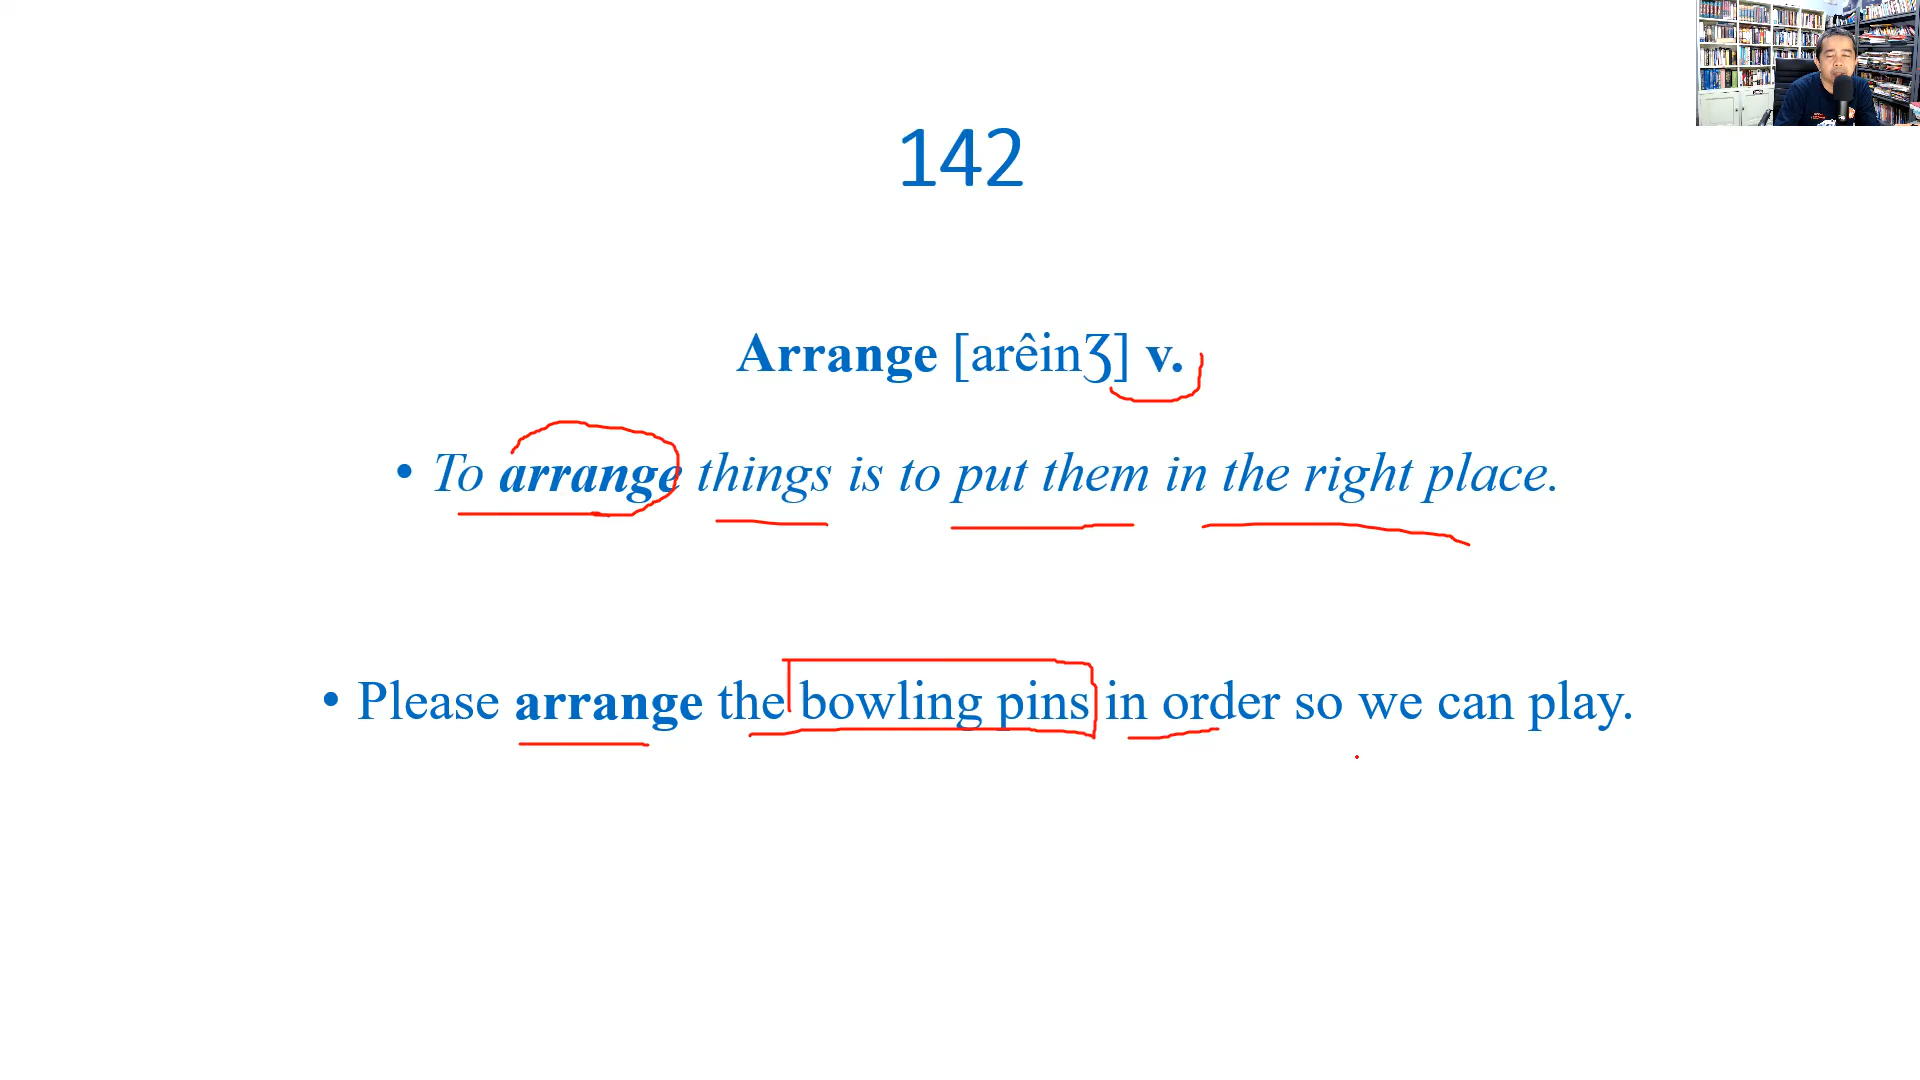 142
Arrange [arêinƷ] v.
• To arrange things is to put them in the right place.
• Please arrange the bowling pins in order so we can play.